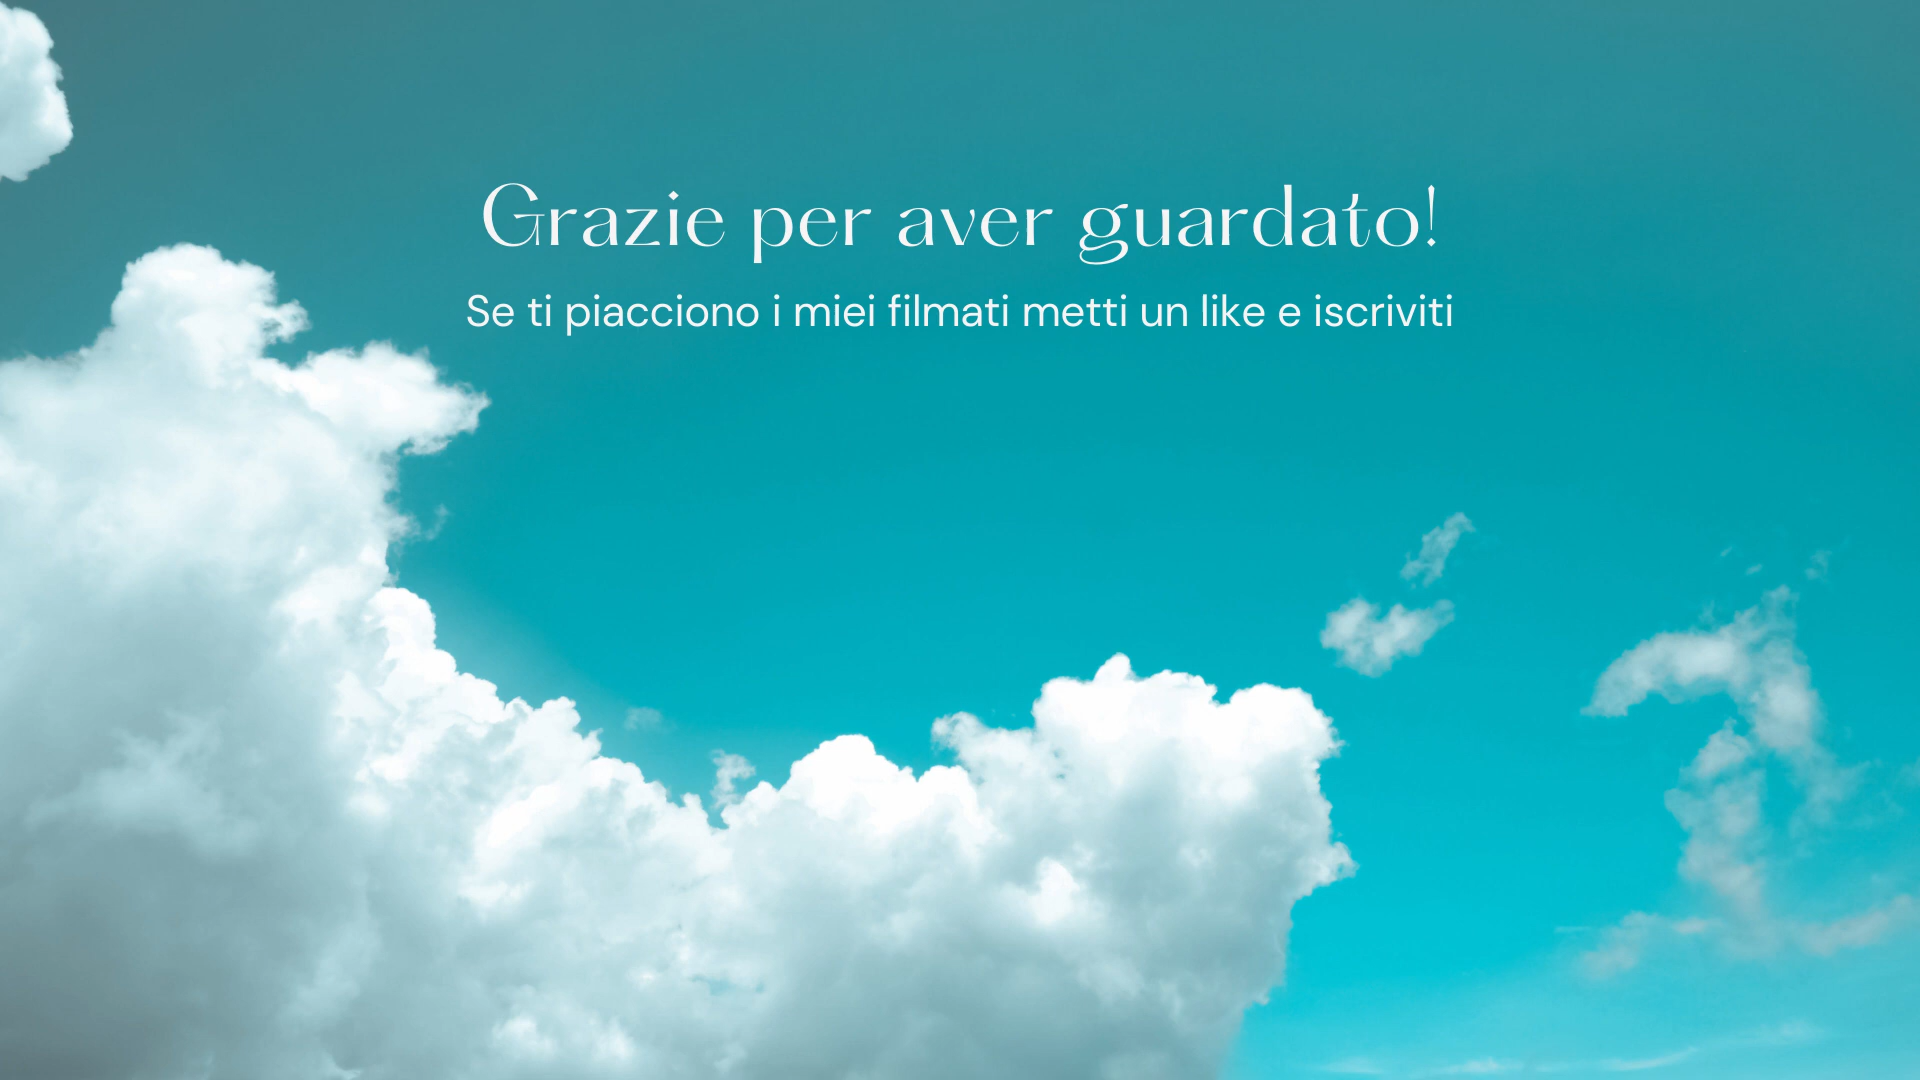 Grazie per aver guardato!
Se ti piacciono i miei filmati metti un like e iscriviti